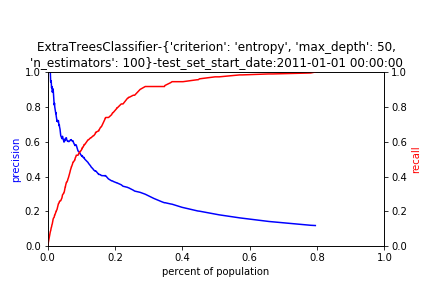 ExtraTreesClassifier-{'criterion': 'entropy', 'max_depth': 50,
'n_estimators': 100}-test_set_start_date:2011-01-01 00:00:00
1.0
0.8
0.6
0.4
0.2
0.0
precision
1.0
0.8
0.6
0.4
0.2
0.0
recall
0.0 0.2 0.4 0.6 0.8 1.0
percent of population